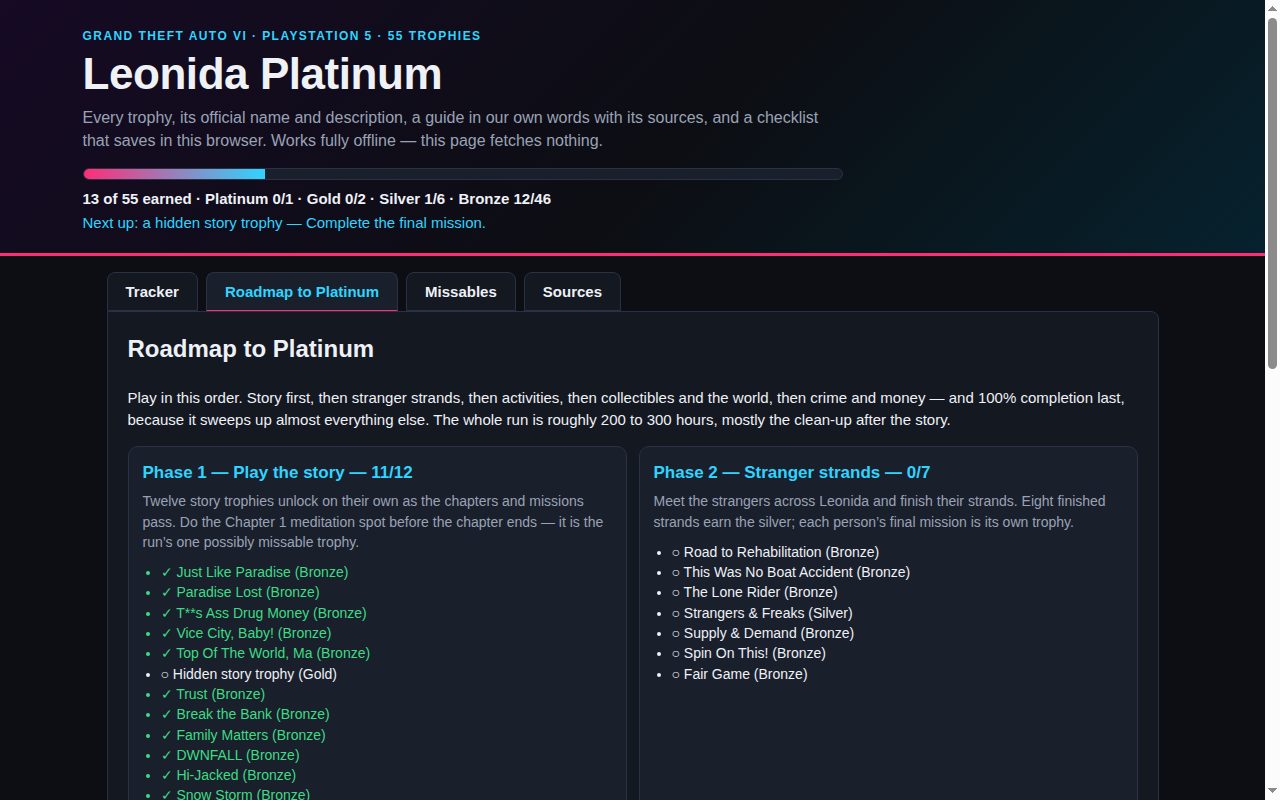 GRAND THEFT AUTO VI · PLAYSTATION 5 · 55 TROPHIES
Leonida Platinum
Every trophy, its official name and description, a guide in our own words with its sources, and a checklist
that saves in this browser. Works fully offline — this page fetches nothing.
13 of 55 earned · Platinum 0/1 · Gold 0/2 · Silver 1/6 · Bronze 12/46
Next up: a hidden story trophy — Complete the final mission.
Tracker
Roadmap to Platinum
Missables
Sources
Roadmap to Platinum
Play in this order. Story first, then stranger strands, then activities, then collectibles and the world, then crime and money — and 100% completion last,
because it sweeps up almost everything else. The whole run is roughly 200 to 300 hours, mostly the clean-up after the story.
Phase 1 — Play the story — 11/12
Twelve story trophies unlock on their own as the chapters and missions
pass. Do the Chapter 1 meditation spot before the chapter ends — it is the
run's one possibly missable trophy.
• ✓ Just Like Paradise (Bronze)
• ✓ Paradise Lost (Bronze)
• ✓ T**s Ass Drug Money (Bronze)
• ✓ Vice City, Baby! (Bronze)
• ✓ Top Of The World, Ma (Bronze)
• ○ Hidden story trophy (Gold)
• ✓ Trust (Bronze)
• ✓ Break the Bank (Bronze)
• ✓ Family Matters (Bronze)
• ✓ DWNFALL (Bronze)
• ✓ Hi-Jacked (Bronze)
• ✓ Snow Storm (Bronze)
Phase 2 — Stranger strands — 0/7
Meet the strangers across Leonida and finish their strands. Eight finished
strands earn the silver; each person's final mission is its own trophy.
• ○ Road to Rehabilitation (Bronze)
• ○ This Was No Boat Accident (Bronze)
• ○ The Lone Rider (Bronze)
• ○ Strangers & Freaks (Silver)
• ○ Supply & Demand (Bronze)
• ○ Spin On This! (Bronze)
• ○ Fair Game (Bronze)